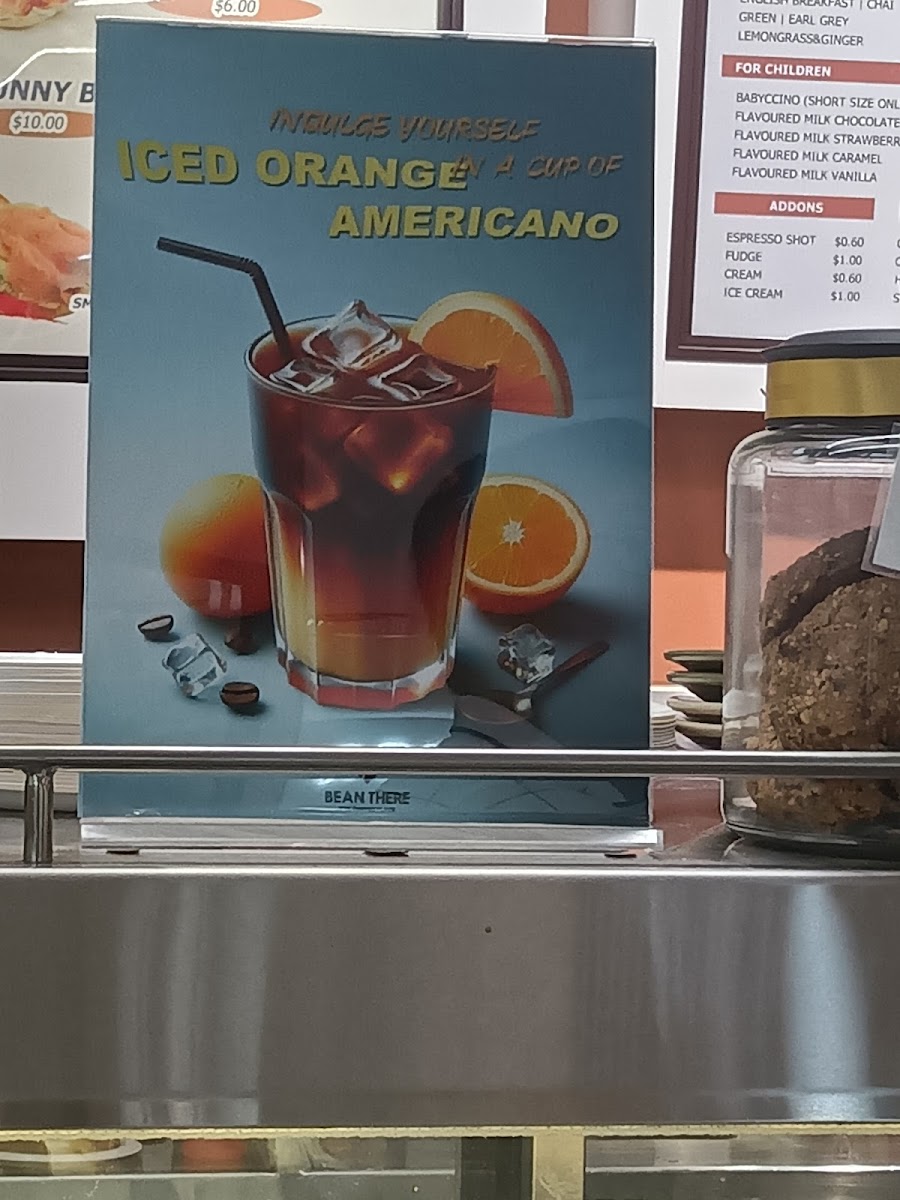 $6.00
$10.00
INDULGE YOURSELF
IN A CUP OF
ICED ORANGE
AMERICANO
BEAN THERE
ENGLISH BREAKFAST | CHAI
GREEN | EARL GREY
LEMONGRASS&GINGER
FOR CHILDREN
BABYCCINO (SHORT SIZE ONL
FLAVOURED MILK CHOCOLATE
FLAVOURED MILK STRAWBERR
FLAVOURED MILK CARAMEL
FLAVOURED MILK VANILLA
ADDONS
ESPRESSO SHOT $0.60
FUDGE $1.00
CREAM $0.60
ICE CREAM $1.00